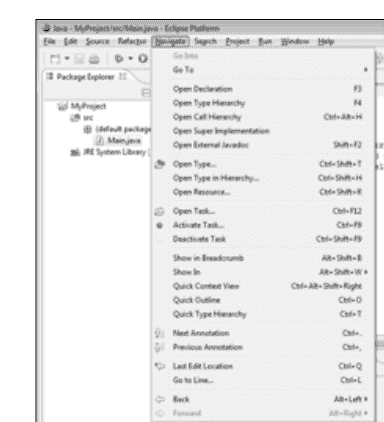 Java - MyProject/src/Main.java - Eclipse Platform
File Edit Source Refactor Navigate Search Project Run Window Help
Go Into
Package Explorer
Go To
Open Declaration F3
MyProject
Open Type Hierarchy F4
src
Open Call Hierarchy Ctrl+Alt+H
(default package
Open Super Implementation
Main.java
Open External Javadoc Shift+F2
JRE System Library [
Open Type... Ctrl+Shift+T
Open Type in Hierarchy... Ctrl+Shift+H
Open Resource... Ctrl+Shift+R
Open Task... Ctrl+F12
Activate Task... Ctrl+F9
Deactivate Task Ctrl+Shift+F9
Show in Breadcrumb Alt+Shift+B
Show In Alt+Shift+W
Quick Context View Ctrl+Alt+Shift+Right
Quick Outline Ctrl+O
Quick Type Hierarchy Ctrl+T
Next Annotation Ctrl+.
Previous Annotation Ctrl+,
Last Edit Location Ctrl+Q
Go to Line... Ctrl+L
Back Alt+Left
Forward Alt+Right